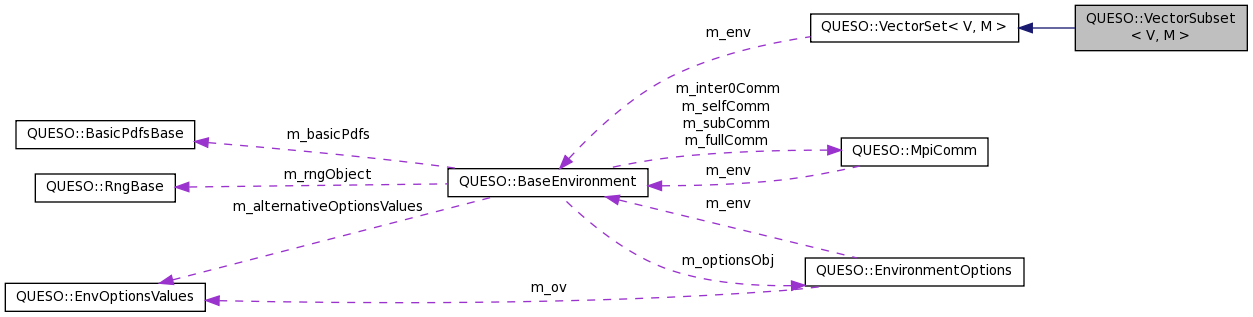 QUESO::VectorSubset
< V, M >
QUESO::VectorSet< V, M >
m_env
m_inter0Comm
m_selfComm
m_subComm
m_fullComm
QUESO::BasicPdfsBase
m_basicPdfs
QUESO::MpiComm
m_env
QUESO::RngBase
m_rngObject
QUESO::BaseEnvironment
m_env
m_alternativeOptionsValues
m_optionsObj
QUESO::EnvironmentOptions
m_ov
QUESO::EnvOptionsValues